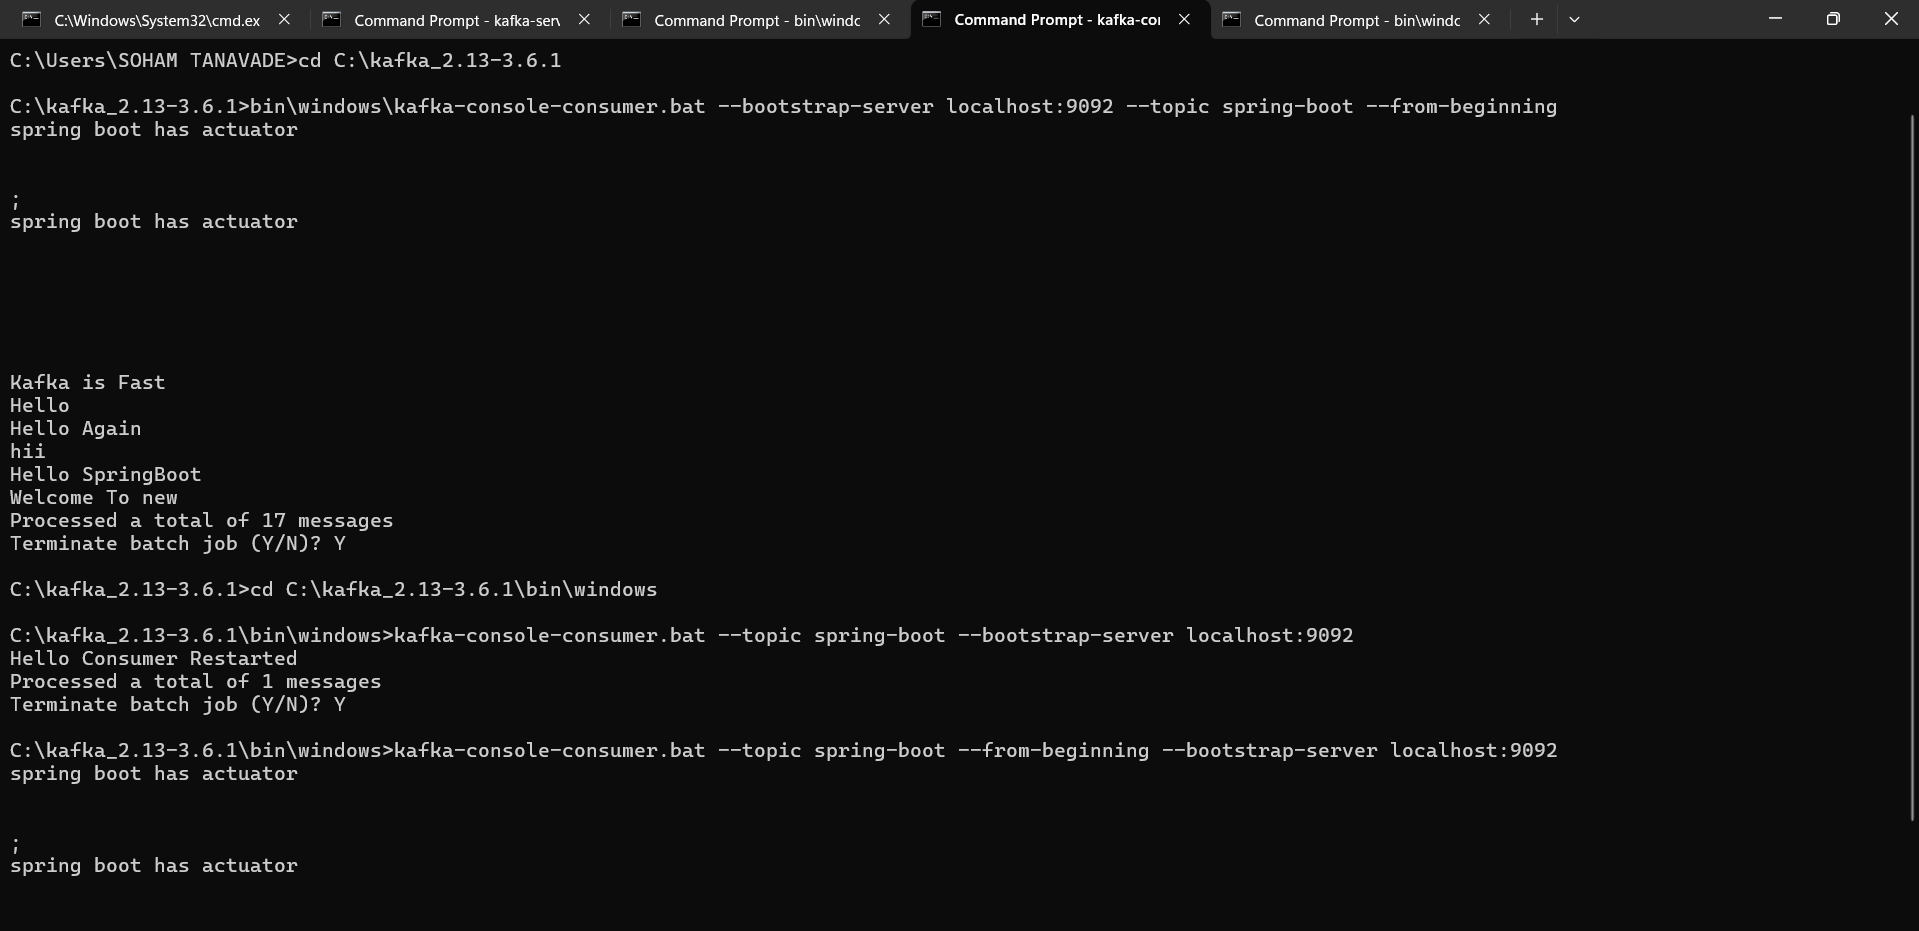 C:\Windows\System32\cmd.ex
Command Prompt - kafka-serv
Command Prompt - bin\windc
Command Prompt - kafka-coi
Command Prompt - bin\windc
C:\Users\SOHAM TANAVADE>cd C:\kafka_2.13-3.6.1
C:\kafka_2.13-3.6.1>bin\windows\kafka-console-consumer.bat --bootstrap-server localhost:9092 --topic spring-boot --from-beginning
spring boot has actuator
;
spring boot has actuator
Kafka is Fast
Hello
Hello Again
hii
Hello SpringBoot
Welcome To new
Processed a total of 17 messages
Terminate batch job (Y/N)? Y
C:\kafka_2.13-3.6.1>cd C:\kafka_2.13-3.6.1\bin\windows
C:\kafka_2.13-3.6.1\bin\windows>kafka-console-consumer.bat --topic spring-boot --bootstrap-server localhost:9092
Hello Consumer Restarted
Processed a total of 1 messages
Terminate batch job (Y/N)? Y
C:\kafka_2.13-3.6.1\bin\windows>kafka-console-consumer.bat --topic spring-boot --from-beginning --bootstrap-server localhost:9092
spring boot has actuator
;
spring boot has actuator